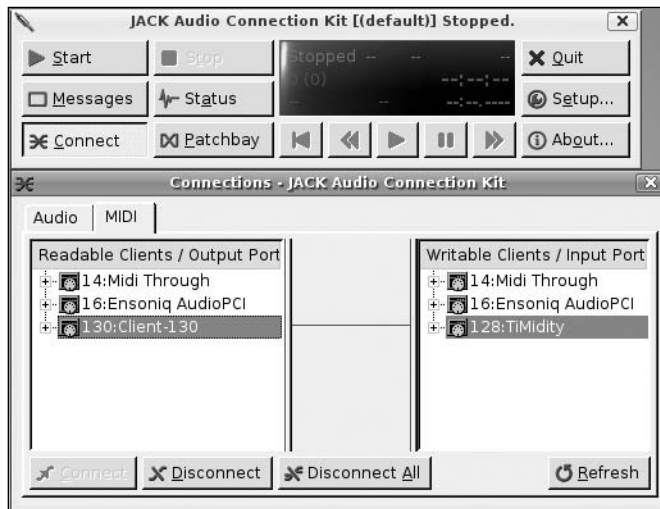 JACK Audio Connection Kit [(default)] Stopped.
Start
Stop
Stopped -- -- --
0 (0) --:--:--
-- -- --:--.----
Quit
Messages
Status
Setup...
Connect
Patchbay
About...
Connections - JACK Audio Connection Kit
Audio
MIDI
Readable Clients / Output Port
Writable Clients / Input Port
14:Midi Through
14:Midi Through
16:Ensoniq AudioPCI
16:Ensoniq AudioPCI
130:Client-130
128:TiMidity
Connect
Disconnect
Disconnect All
Refresh